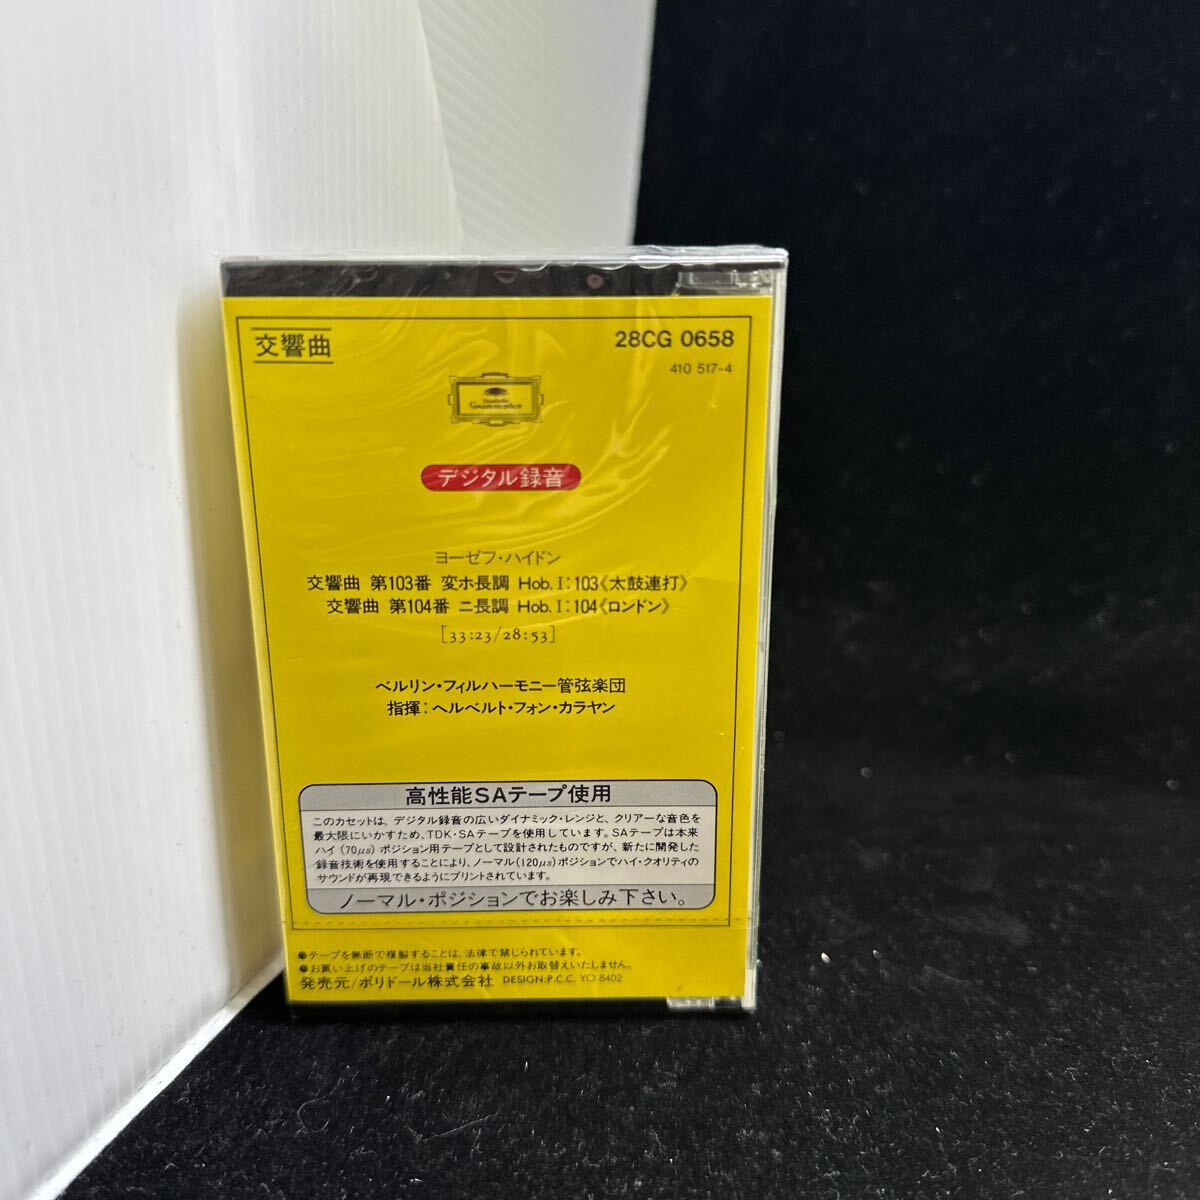 交響曲
28CG 0658
410 517-4
Deutsche
Grammophon
デジタル録音
ヨーゼフ・ハイドン
交響曲 第103番 変ホ長調 Hob. I: 103《太鼓連打》
交響曲 第104番 ニ長調 Hob. I: 104《ロンドン》
[33:23/28:53]
ベルリン・フィルハーモニー管弦楽団
指揮: ヘルベルト・フォン・カラヤン
高性能SAテープ使用
このカセットは、デジタル録音の広いダイナミック・レンジと、クリアーな音色を
最大限にいかすため、TDK・SAテープを使用しています。SAテープは本来
ハイ(70μs)ポジション用テープとして設計されたものですが、新たに開発した
録音技術を使用することにより、ノーマル(120μs)ポジションでハイ・クオリティの
サウンドが再現できるようにプリントされています。
ノーマル・ポジションでお楽しみ下さい。
●テープを無断で複製することは、法律で禁じられています。
●お買い上げのテープは当社責任の事故以外お取替えいたしません。
発売元/ポリドール株式会社 DESIGN:P.C.C. YO 8402